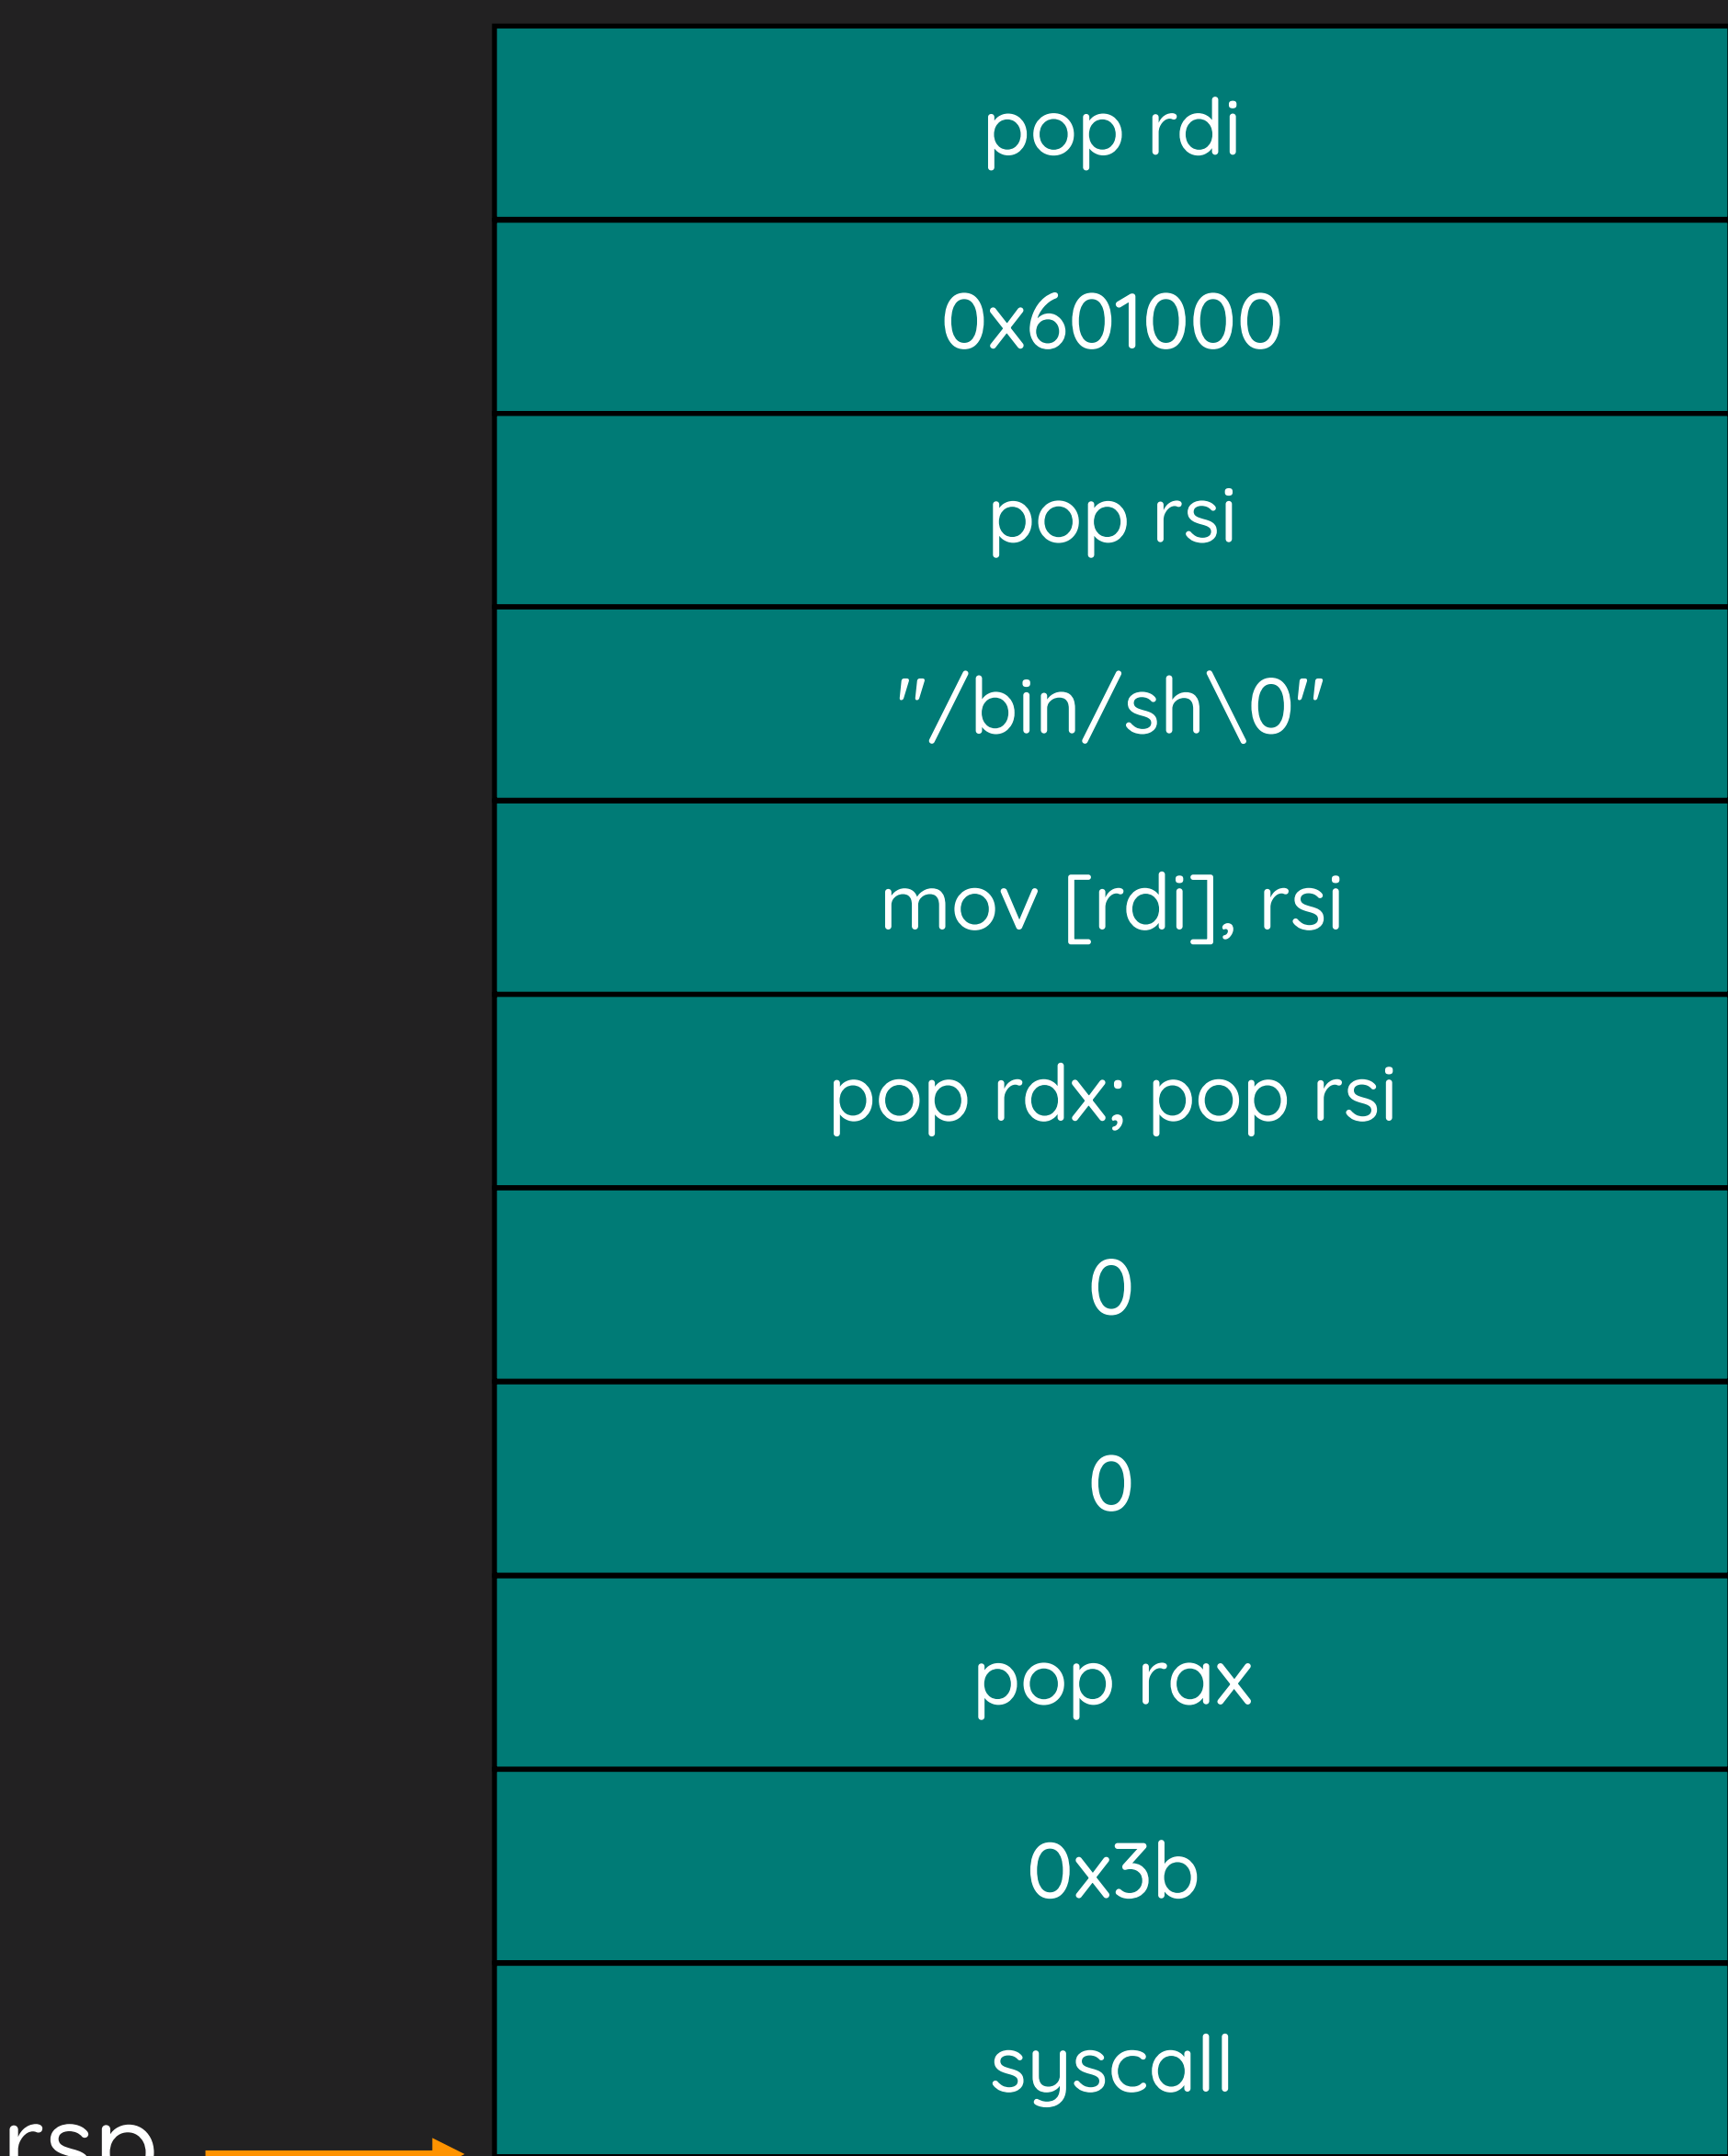 pop rdi
0x601000
pop rsi
"/bin/sh\0"
mov [rdi], rsi
pop rdx; pop rsi
0
0
pop rax
0x3b
syscall
rsp